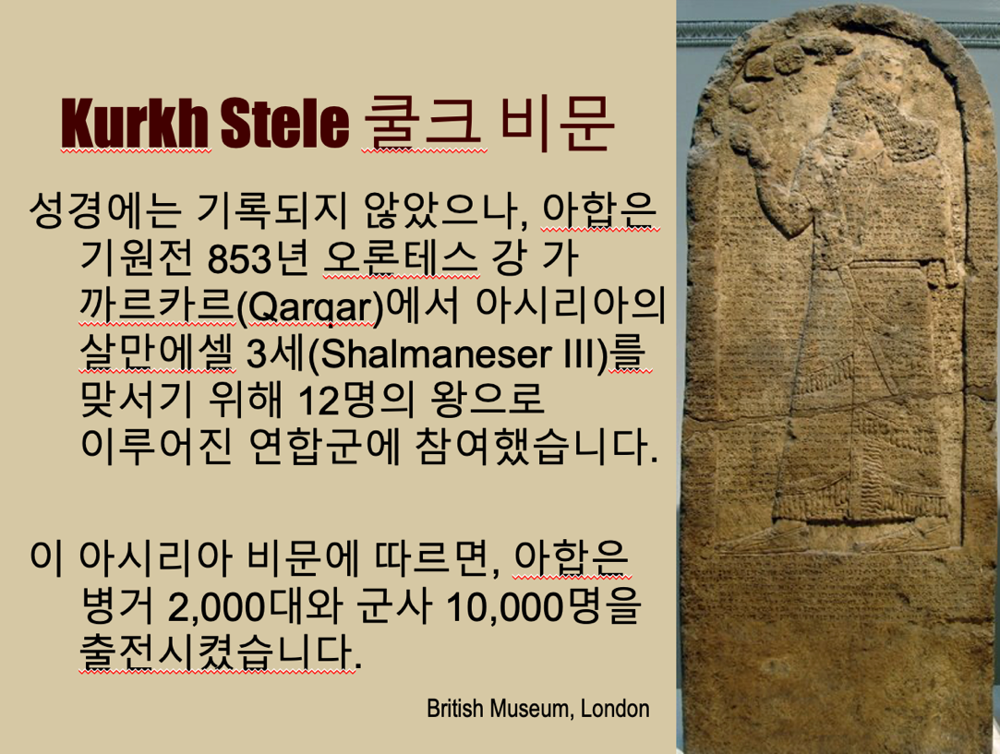 Kurkh Stele 쿨크 비문
성경에는 기록되지 않았으나, 아합은
기원전 853년 오론테스 강 가
까르카르(Qarqar)에서 아시리아의
살만에셀 3세(Shalmaneser III)를
맞서기 위해 12명의 왕으로
이루어진 연합군에 참여했습니다.
이 아시리아 비문에 따르면, 아합은
병거 2,000대와 군사 10,000명을
출전시켰습니다.
British Museum, London